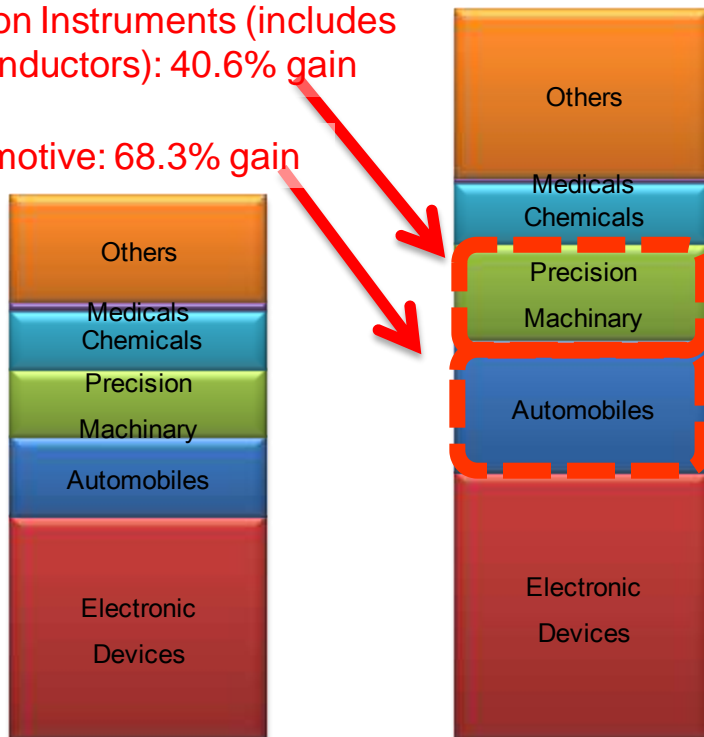 on Instruments (includes
nductors): 40.6% gain
motive: 68.3% gain
Others
Medicals
Chemicals
Precision
Machinary
Automobiles
Electronic
Devices
Others
Medicals
Chemicals
Precision
Machinary
Automobiles
Electronic
Devices